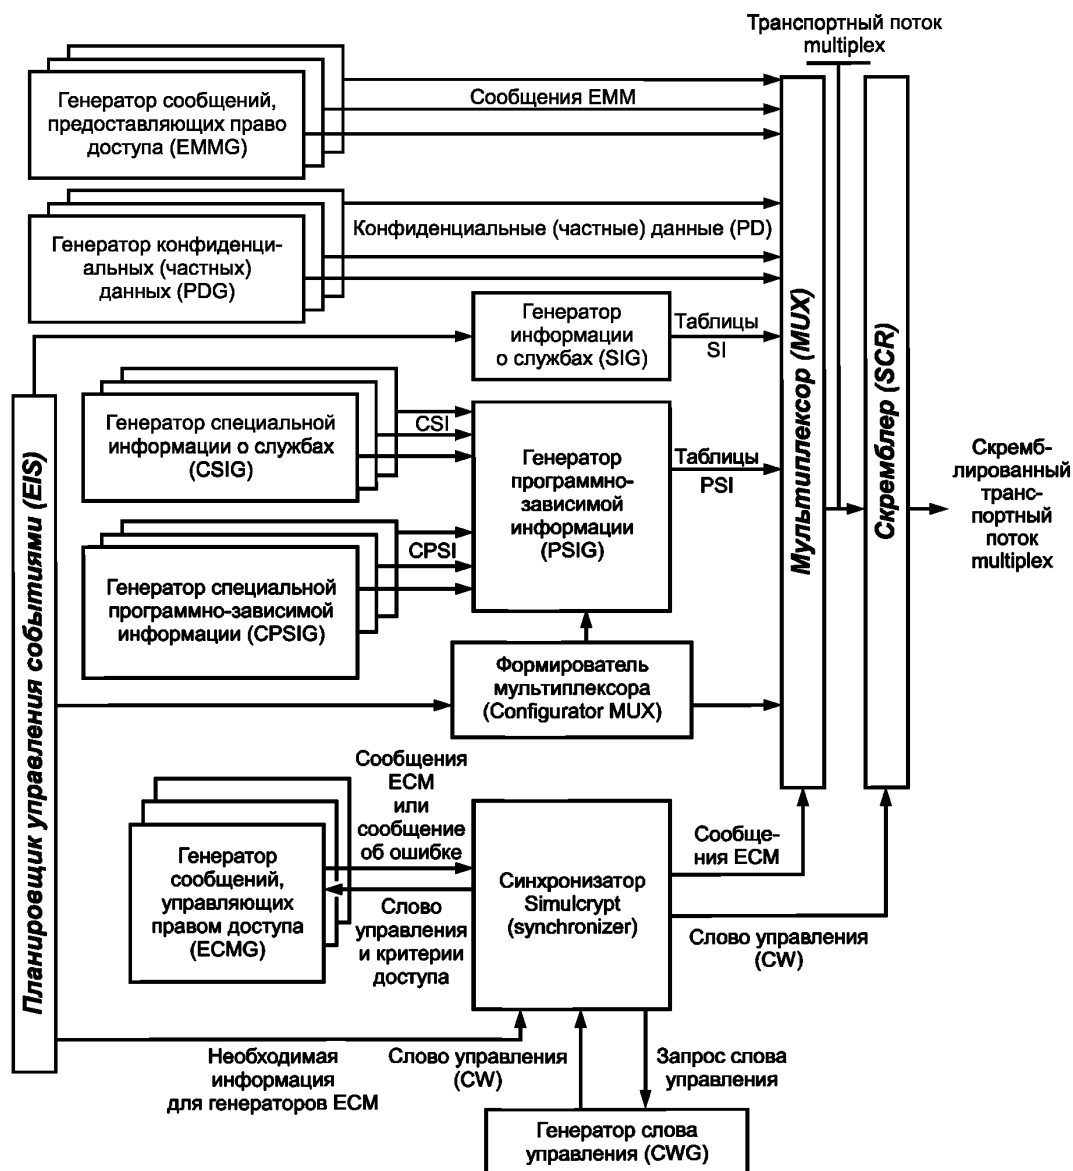 Транспортный поток
multiplex
Генератор сообщений,
предоставляющих право
доступа (EMMG)
Сообщения EMM
Генератор конфиденци-
альных (частных)
данных (PDG)
Конфиденциальные (частные) данные (PD)
Генератор
информации
о службах (SIG)
Таблицы
SI
Генератор специальной
информации о службах
(CSIG)
CSI
Генератор
программно-
зависимой
информации
(PSIG)
Таблицы
PSI
Генератор специальной
программно-зависимой
информации (CPSIG)
CPSI
Формирователь
мультиплексора
(Configurator MUX)
Планировщик управления событиями (EIS)
Мультиплексор (MUX)
Скремблер (SCR)
Скремб-
лированный
транс-
портный
поток
multiplex
Сообщения
ECM
или
сообщение
об ошибке
Генератор
сообщений,
управляющих
правом доступа
(ECMG)
Слово
управления
и критерии
доступа
Синхронизатор
Simulcrypt
(synchronizer)
Сообще-
ния ECM
Слово управления
(CW)
Необходимая
информация
для генераторов ECM
Слово управления
(CW)
Запрос слова
управления
Генератор слова
управления (CWG)